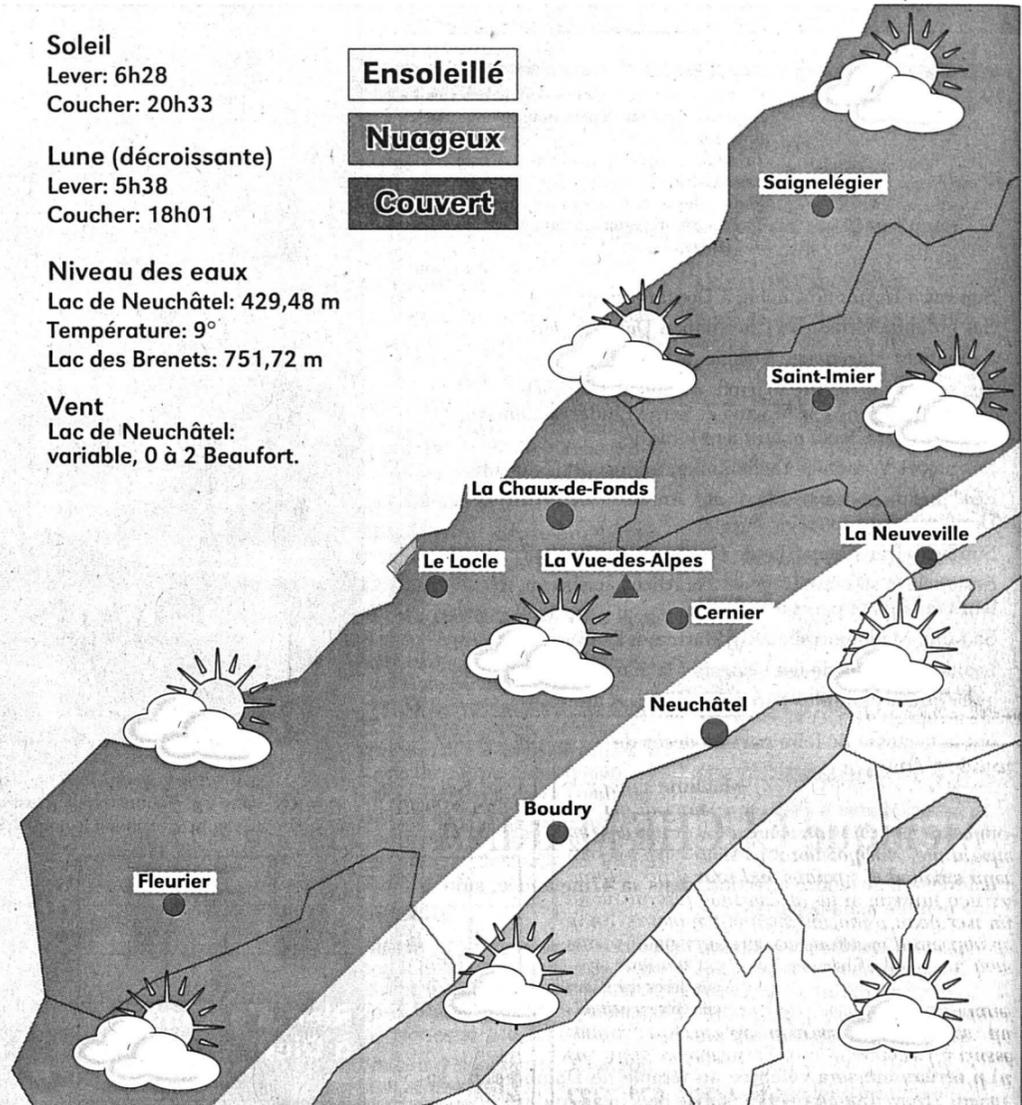 Soleil
Lever: 6h28
Coucher: 20h33
Lune (décroissante)
Lever: 5h38
Coucher: 18h01
Niveau des eaux
Lac de Neuchâtel: 429,48 m
Température: 9°
Lac des Brenets: 751,72 m
Vent
Lac de Neuchâtel:
variable, 0 à 2 Beaufort.
Ensoleillé
Nuageux
Couvert
Saignelégier
Saint-Imier
La Chaux-de-Fonds
La Neuveville
Le Locle
La Vue-des-Alpes
Cernier
Neuchâtel
Boudry
Fleurier